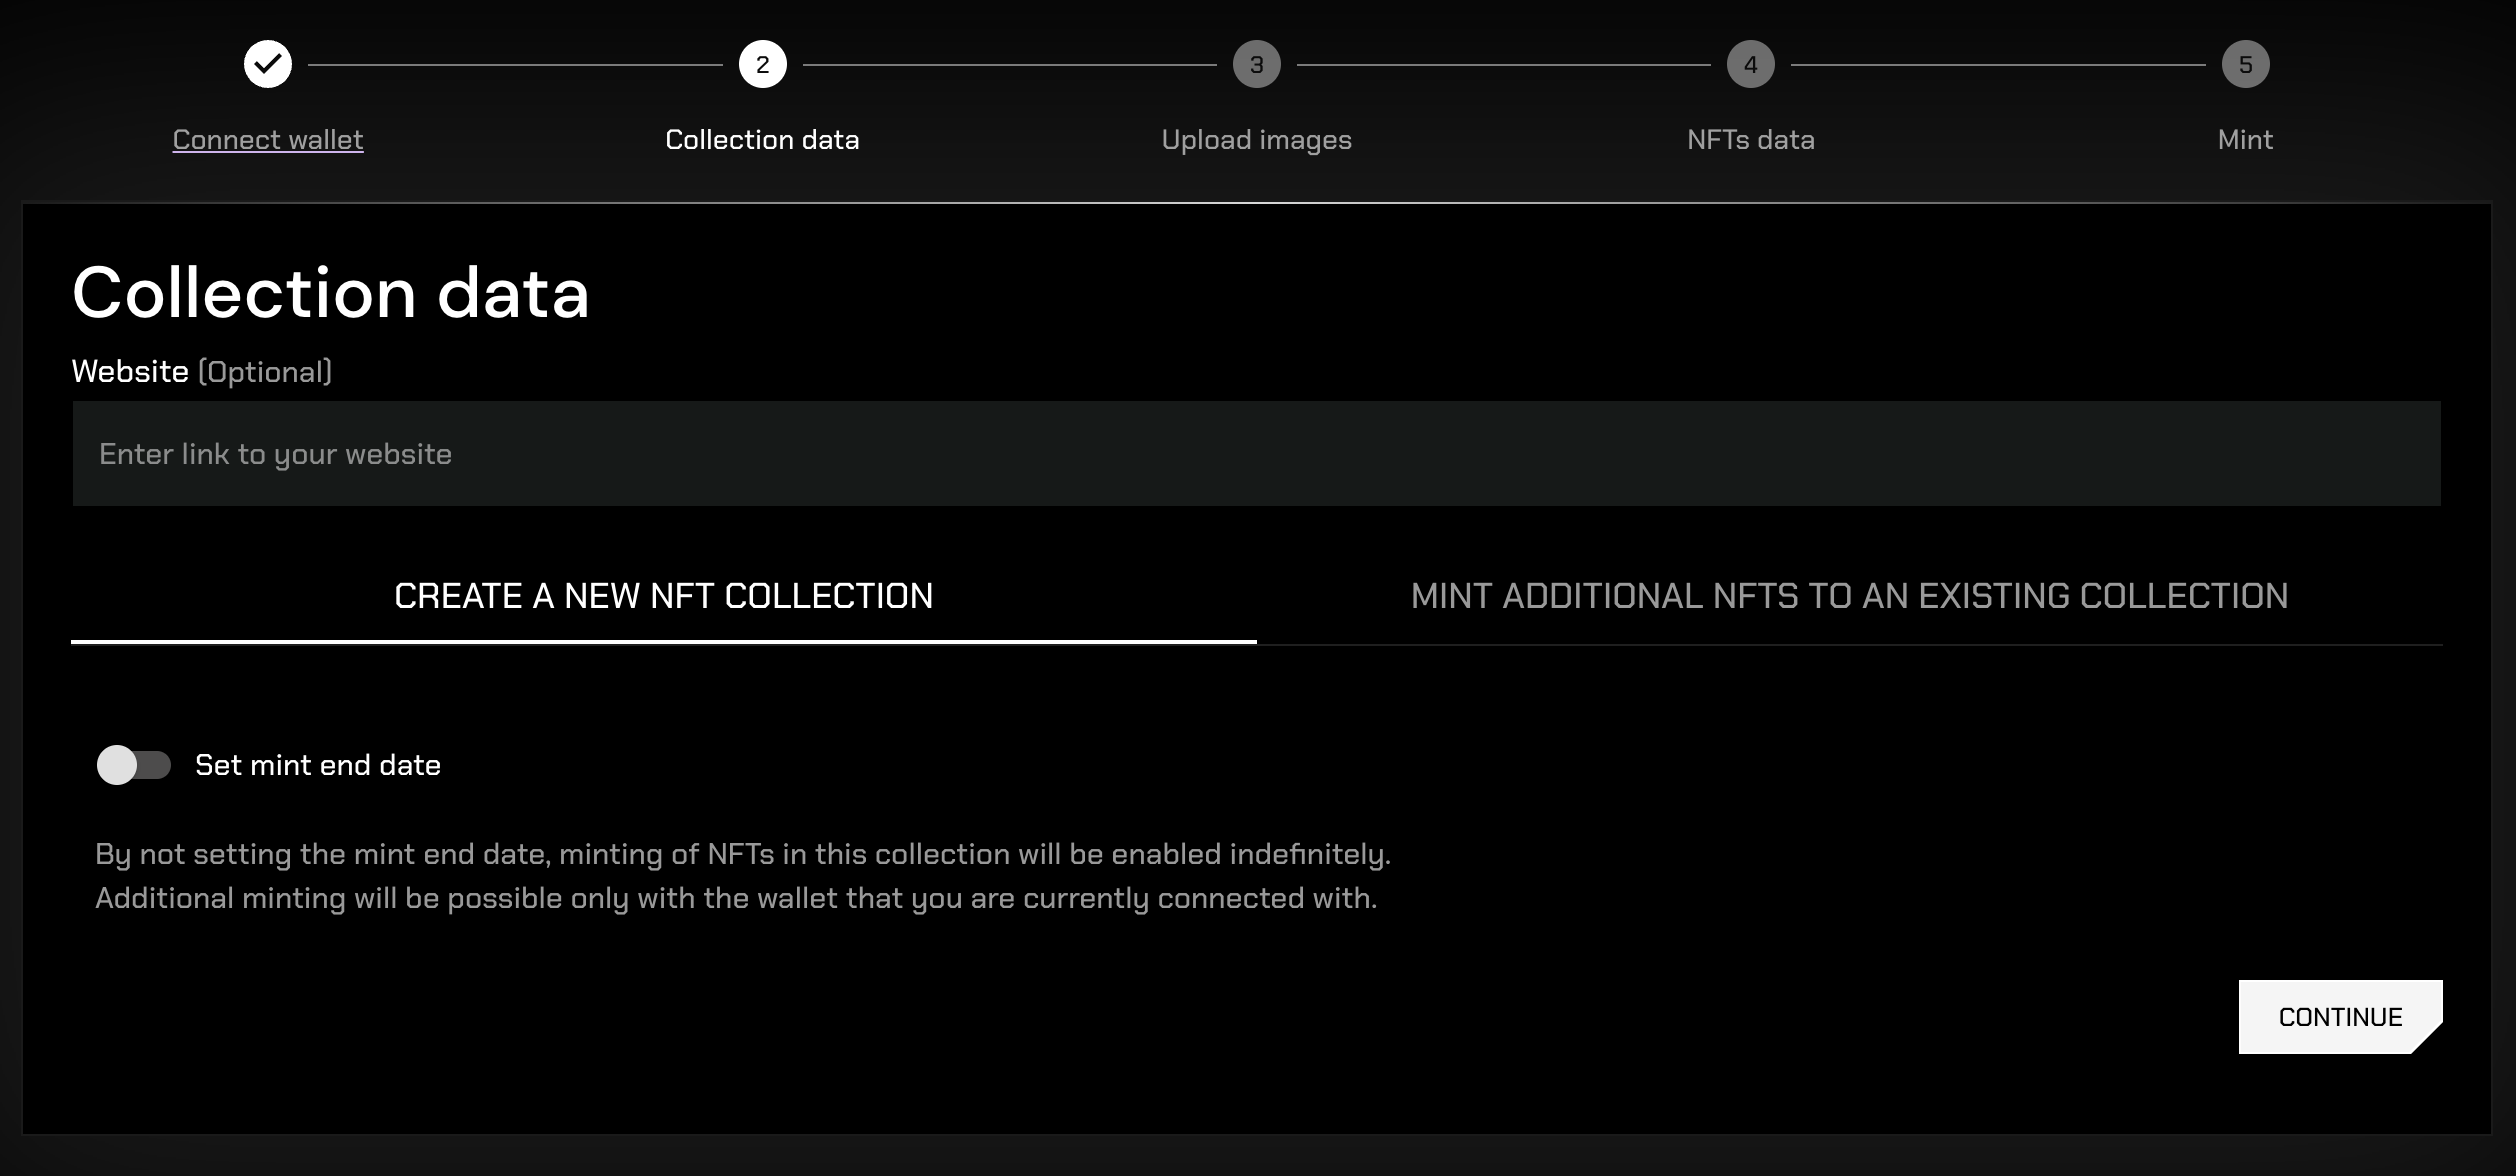 2
3
4
5
Connect wallet
Collection data
Upload images
NFTs data
Mint
Collection data
Website (Optional)
Enter link to your website
CREATE A NEW NFT COLLECTION
MINT ADDITIONAL NFTS TO AN EXISTING COLLECTION
Set mint end date
By not setting the mint end date, minting of NFTs in this collection will be enabled indefinitely.
Additional minting will be possible only with the wallet that you are currently connected with.
CONTINUE